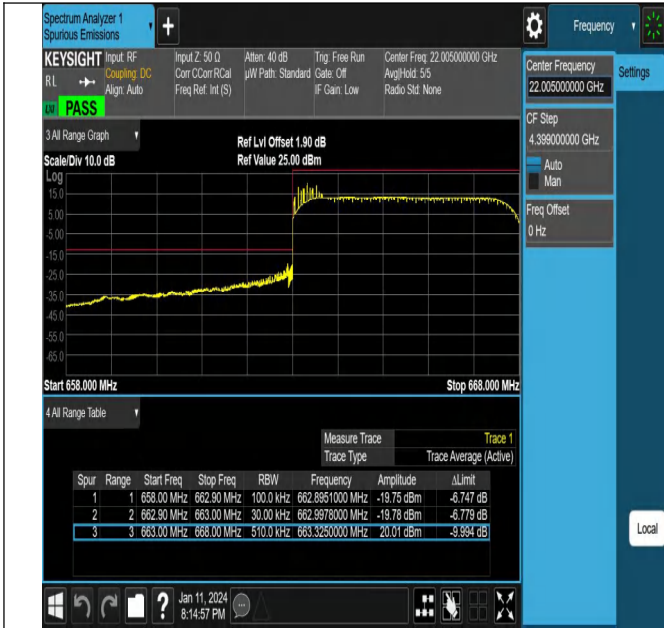 Spectrum Analyzer 1
Spurious Emissions
Frequency
KEYSIGHT
Input: RF
Input Z: 50 Ω
Atten: 40 dB
Trig: Free Run
Center Freq: 22.005000000 GHz
RL
Coupling: DC
Corr CCorr RCal
µW Path: Standard
Gate: Off
Avg|Hold: 5/5
Align: Auto
Freq Ref: Int (S)
IF Gain: Low
Radio Std: None
PASS
Center Frequency
22.005000000 GHz
Settings
CF Step
4.399000000 GHz
Auto
Man
Freq Offset
0 Hz
3 All Range Graph
Ref Lvl Offset 1.90 dB
Scale/Div 10.0 dB
Ref Value 25.00 dBm
Log
15.0
5.00
-5.00
-15.0
-25.0
-35.0
-45.0
-55.0
-65.0
Start 658.000 MHz
Stop 668.000 MHz
4 All Range Table
Measure Trace
Trace 1
Trace Type
Trace Average (Active)
Spur Range Start Freq Stop Freq RBW Frequency Amplitude ΔLimit
1 1 658.00 MHz 662.90 MHz 100.0 kHz 662.8951000 MHz -19.75 dBm -6.747 dB
2 2 662.90 MHz 663.00 MHz 30.00 kHz 662.9978000 MHz -19.78 dBm -6.779 dB
3 3 663.00 MHz 668.00 MHz 510.0 kHz 663.3250000 MHz 20.01 dBm -9.994 dB
Local
Jan 11, 2024
8:14:57 PM